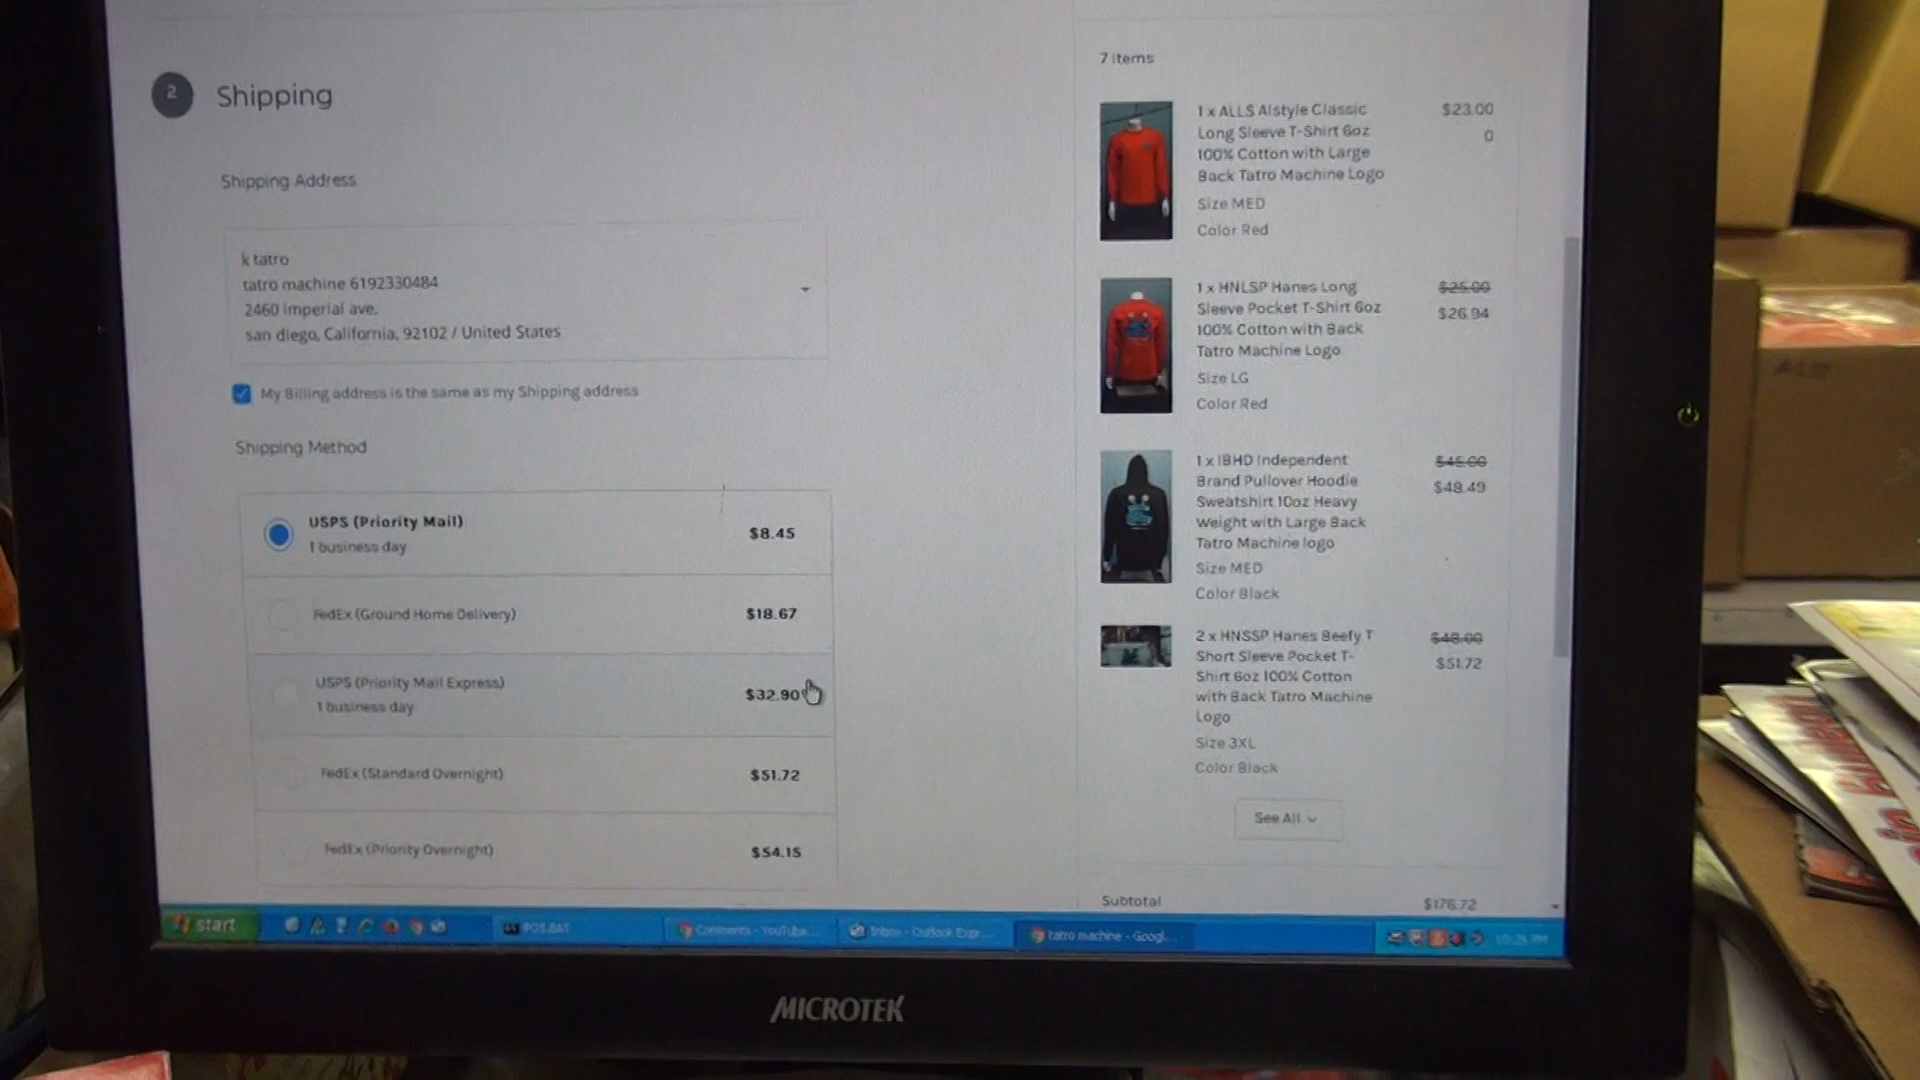 2 Shipping
Shipping Address
k tatro
tatro machine 6192330484
2460 imperial ave.
san diego, California, 92102 / United States
My Billing address is the same as my Shipping address
Shipping Method
USPS (Priority Mail)
1 business day
$8.45
FedEx (Ground Home Delivery)
$18.67
USPS (Priority Mail Express)
1 business day
$32.90
FedEx (Standard Overnight)
$51.72
FedEx (Priority Overnight)
$54.15
7 items
1 x ALLS Alstyle Classic
Long Sleeve T-Shirt 6oz
100% Cotton with Large
Back Tatro Machine Logo
Size MED
Color Red
$23.00
0
1 x HNLSP Hanes Long
Sleeve Pocket T-Shirt 6oz
100% Cotton with Back
Tatro Machine Logo
Size LG
Color Red
$25.00
$26.94
1 x IBHD Independent
Brand Pullover Hoodie
Sweatshirt 10oz Heavy
Weight with Large Back
Tatro Machine logo
Size MED
Color Black
$45.00
$48.49
2 x HNSSP Hanes Beefy T
Short Sleeve Pocket T-
Shirt 6oz 100% Cotton
with Back Tatro Machine
Logo
Size 3XL
Color Black
$48.00
$51.72
See All
Subtotal
$176.72
start
POS.BAT
Comments - YouTube...
Inbox - Outlook Expr...
tatro machine - Googl...
10:26 PM
MICROTEK